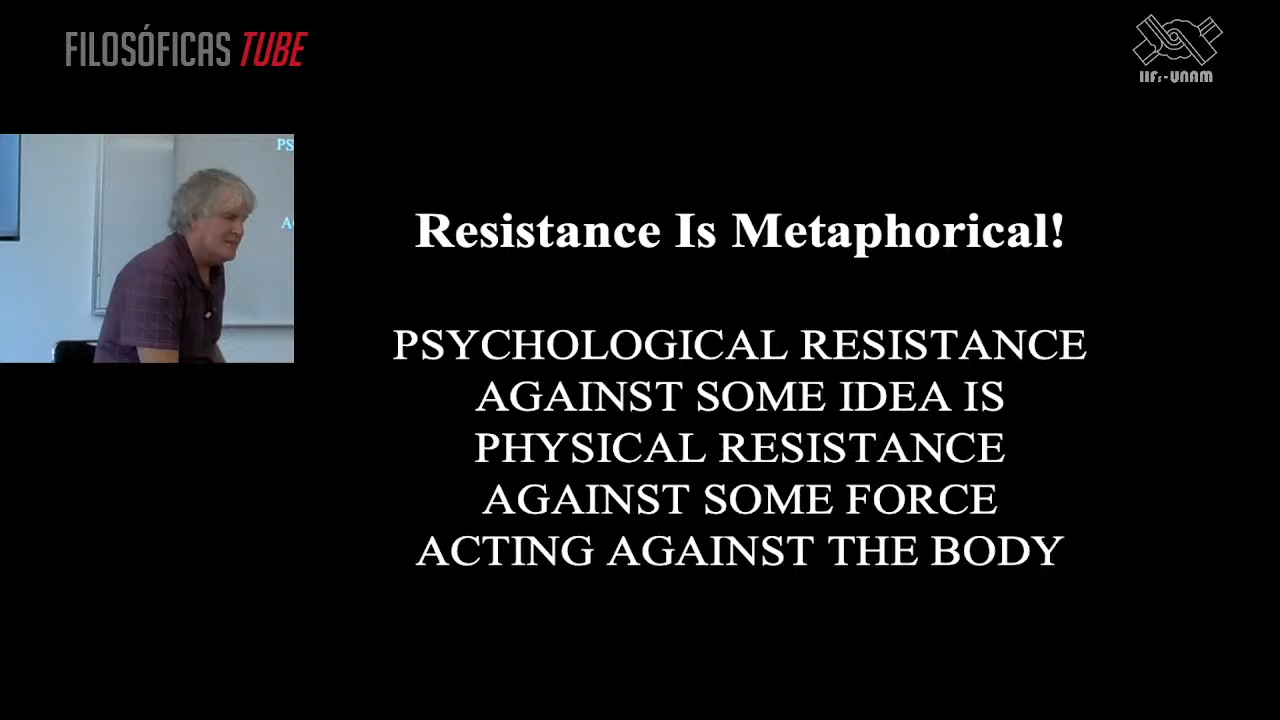 FILOSÓFICAS TUBE
IIFs-UNAM
PS
A
Resistance Is Metaphorical!
PSYCHOLOGICAL RESISTANCE
AGAINST SOME IDEA IS
PHYSICAL RESISTANCE
AGAINST SOME FORCE
ACTING AGAINST THE BODY